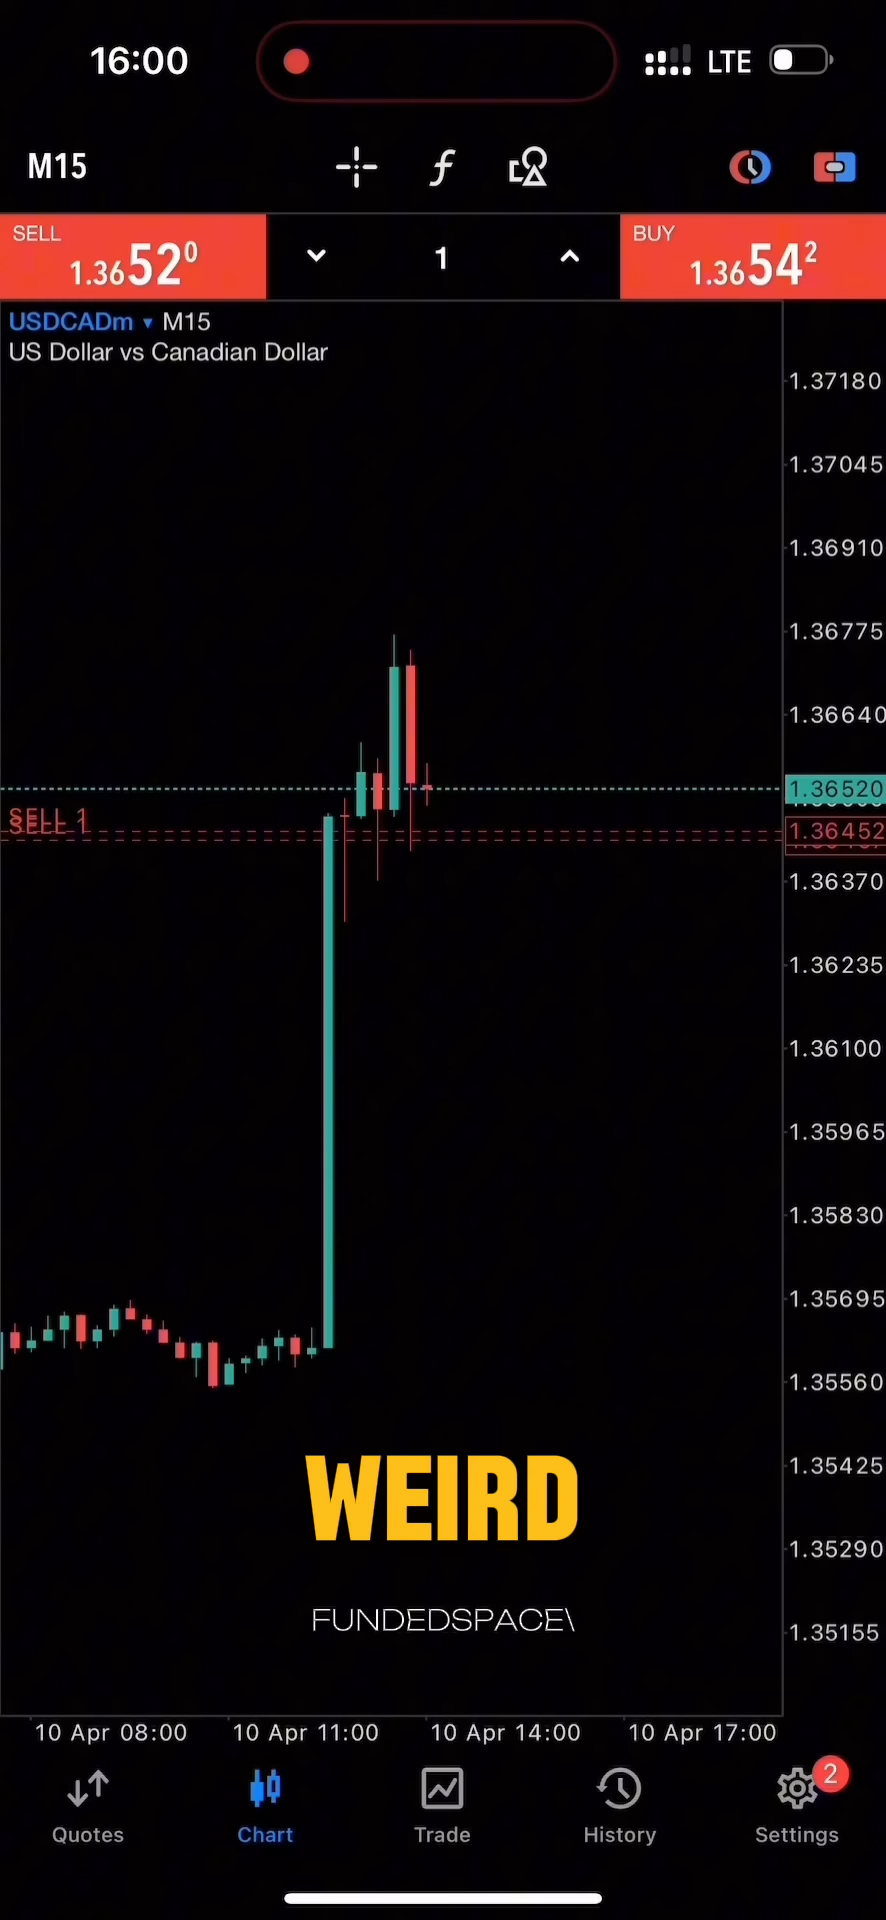 16:00
LTE
M15
SELL
1.36520
1
BUY
1.36542
USDCADm ▾ M15
US Dollar vs Canadian Dollar
1.37180
1.37045
1.36910
1.36775
1.36640
1.36520
SELL 1
1.36452
1.36370
1.36235
1.36100
1.35965
1.35830
1.35695
1.35560
1.35425
WEIRD
1.35290
FUNDEDSPACE\
1.35155
10 Apr 08:00
10 Apr 11:00
10 Apr 14:00
10 Apr 17:00
2
Quotes
Chart
Trade
History
Settings